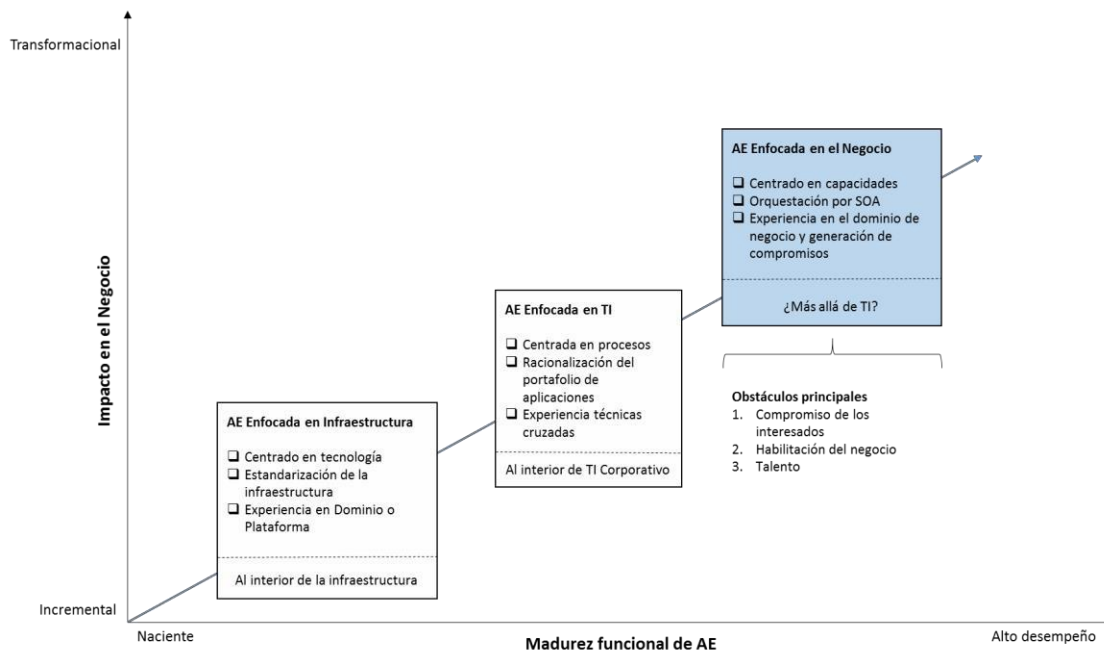 Transformacional
AE Enfocada en el Negocio
❑ Centrado en capacidades
❑ Orquestación por SOA
❑ Experiencia en el dominio de
negocio y generación de
compromisos
¿Más allá de TI?
Impacto en el Negocio
AE Enfocada en TI
❑ Centrada en procesos
❑ Racionalización del
portafolio de
aplicaciones
❑ Experiencia técnicas
cruzadas
Al interior de TI Corporativo
Obstáculos principales
1. Compromiso de los
interesados
2. Habilitación del negocio
3. Talento
AE Enfocada en Infraestructura
❑ Centrado en tecnología
❑ Estandarización de la
infraestructura
❑ Experiencia en Dominio o
Plataforma
Al interior de la infraestructura
Incremental
Naciente
Madurez funcional de AE
Alto desempeño